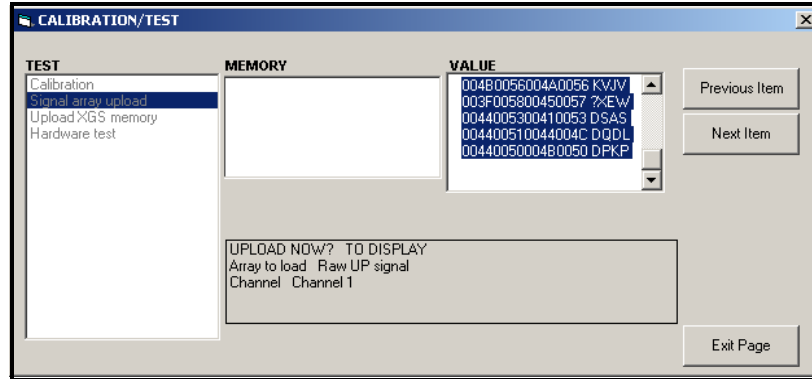 CALIBRATION/TEST
TEST
Calibration
Signal array upload
Upload XGS memory
Hardware test
MEMORY
VALUE
004B0056004A0056 KVJV
003F005800450057 ?XEW
0044005300410053 DSAS
004400510044004C DQDL
00440050004B0050 DPKP
Previous Item
Next Item
UPLOAD NOW? TO DISPLAY
Array to load Raw UP signal
Channel Channel 1
Exit Page